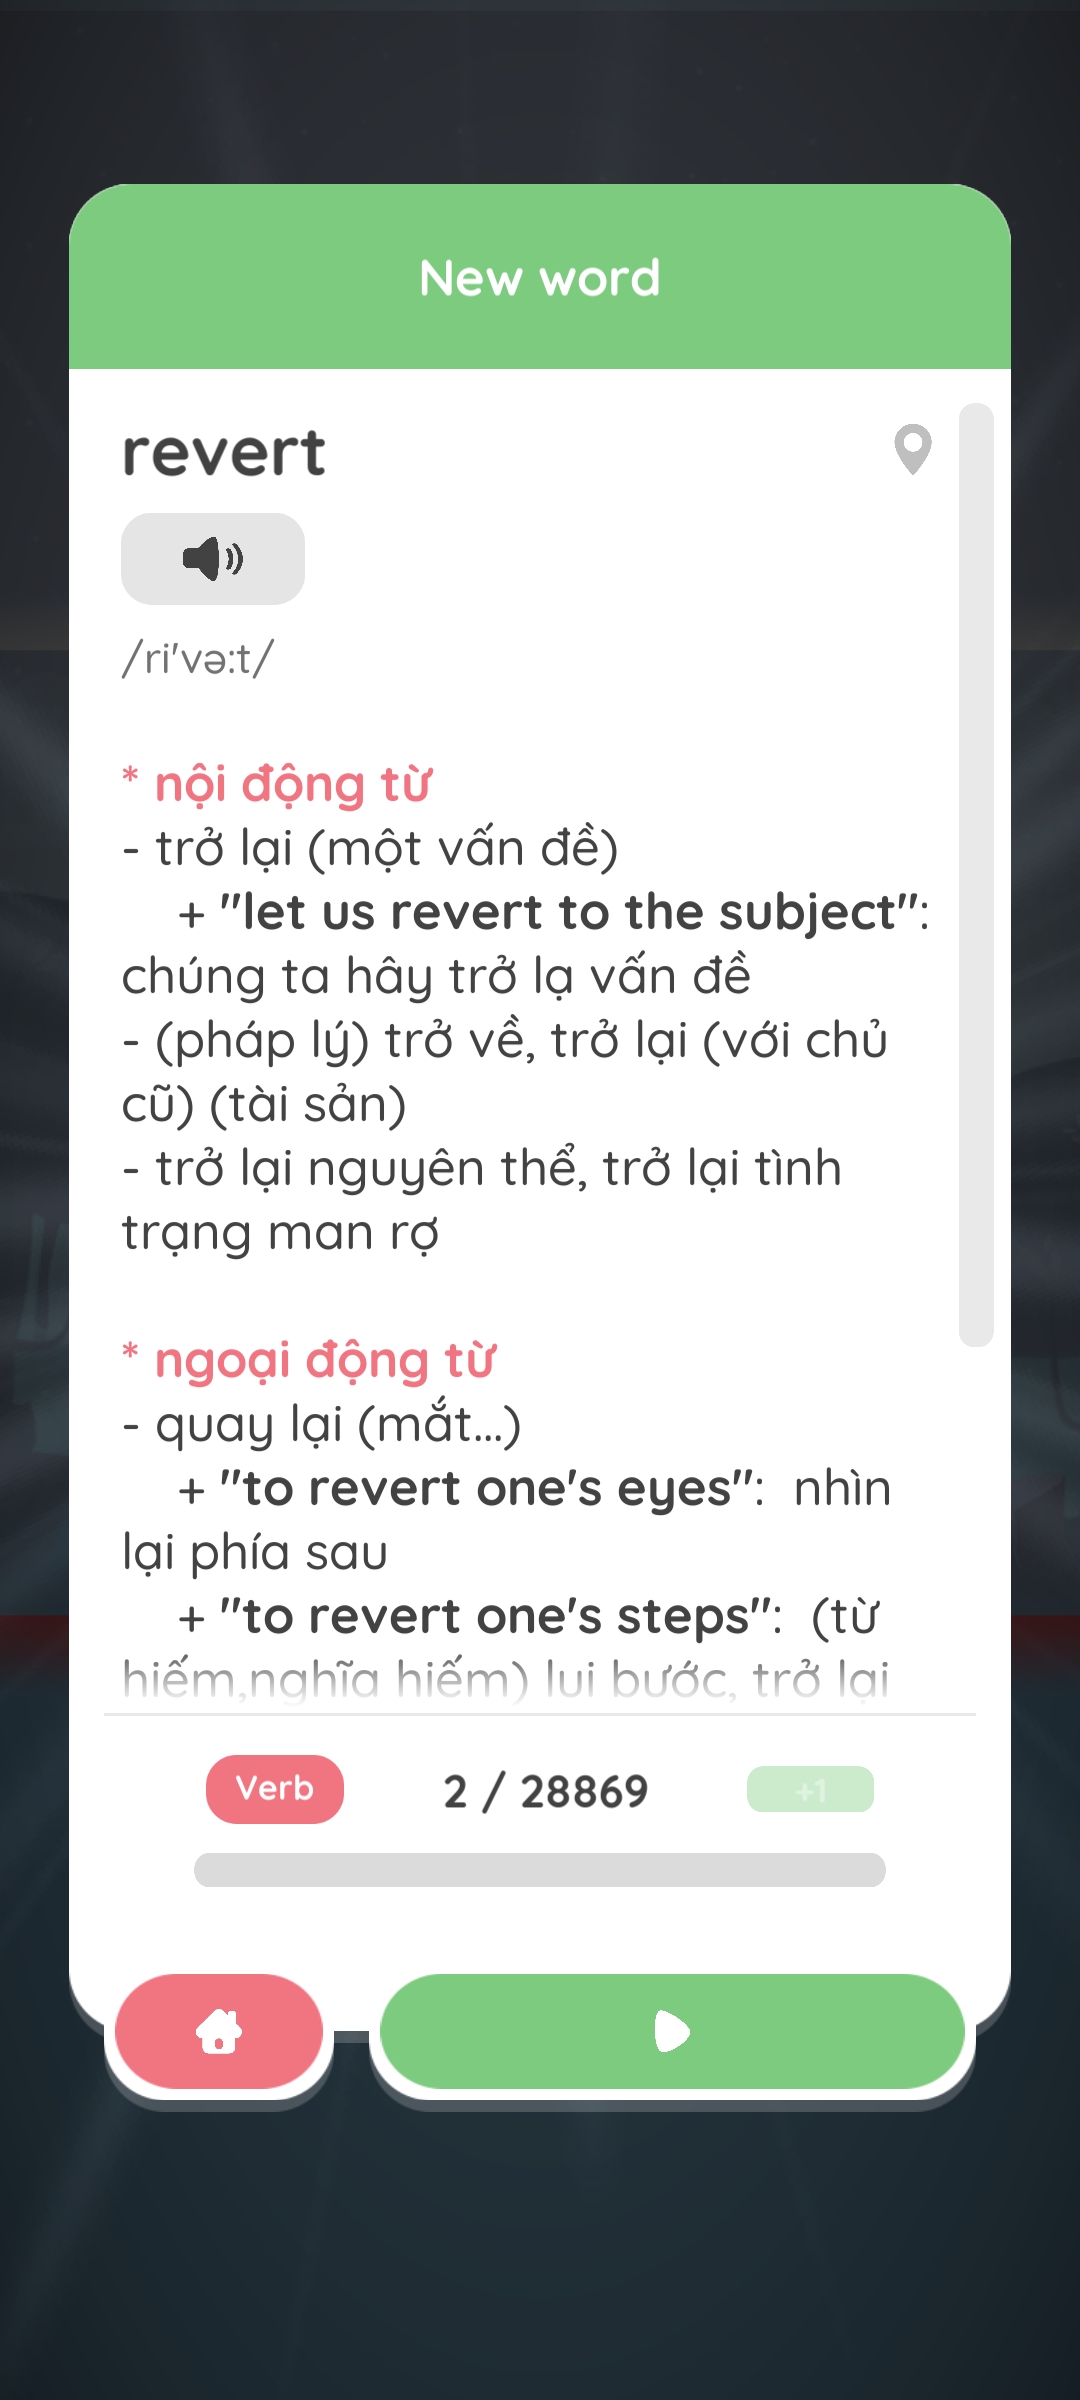 New word
revert
/ri'və:t/
* nội động từ
- trở lại (một vấn đề)
+ "let us revert to the subject":
chúng ta hây trở lạ vấn đề
- (pháp lý) trở về, trở lại (với chủ
cũ) (tài sản)
- trở lại nguyên thể, trở lại tình
trạng man rợ
* ngoại động từ
- quay lại (mắt...)
+ "to revert one's eyes": nhìn
lại phía sau
+ "to revert one's steps": (từ
hiếm,nghĩa hiếm) lui bước, trở lại
Verb 2 / 28869 +1